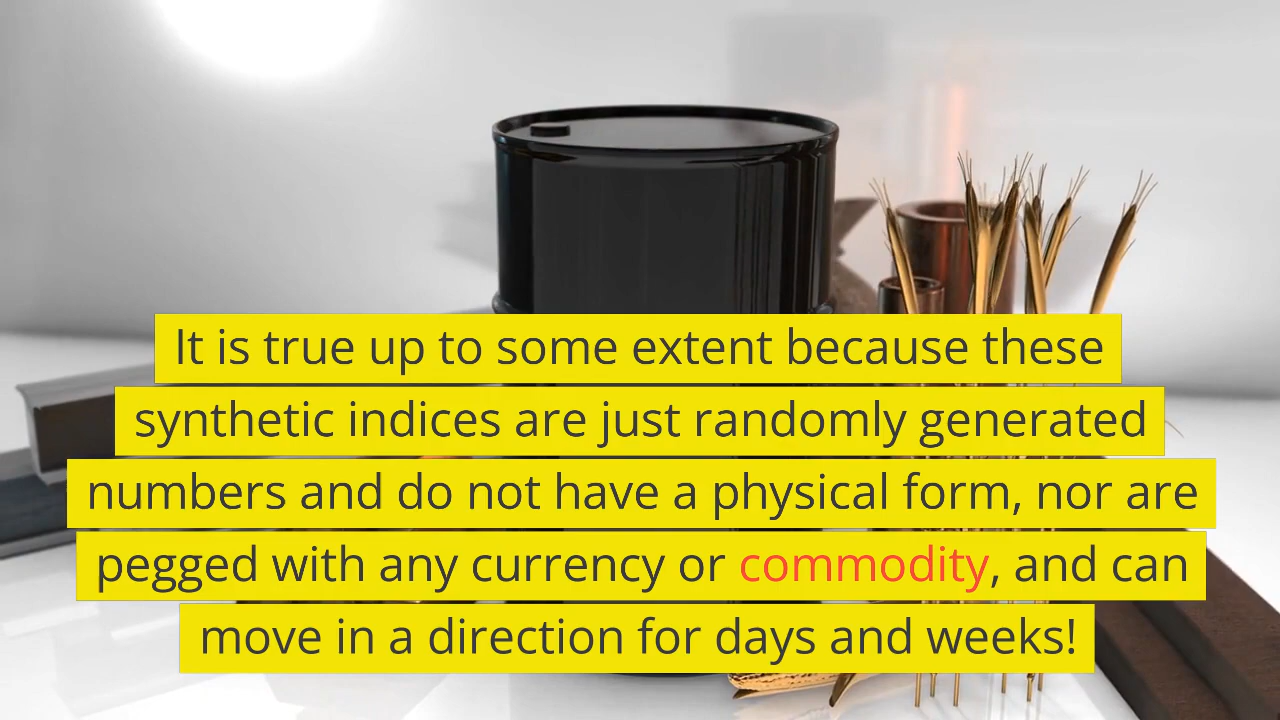 It is true up to some extent because these
synthetic indices are just randomly generated
numbers and do not have a physical form, nor are
pegged with any currency or commodity, and can
move in a direction for days and weeks!